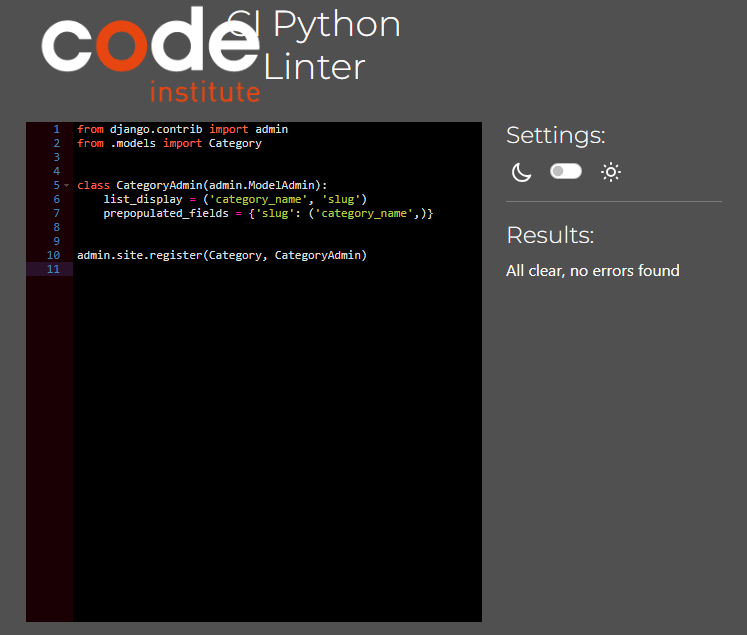 code
institute
CI Python
Linter
1 from django.contrib import admin
2 from .models import Category
3
4
5 class CategoryAdmin(admin.ModelAdmin):
6     list_display = ('category_name', 'slug')
7     prepopulated_fields = {'slug': ('category_name',)}
8
9
10 admin.site.register(Category, CategoryAdmin)
11
Settings:
Results:
All clear, no errors found